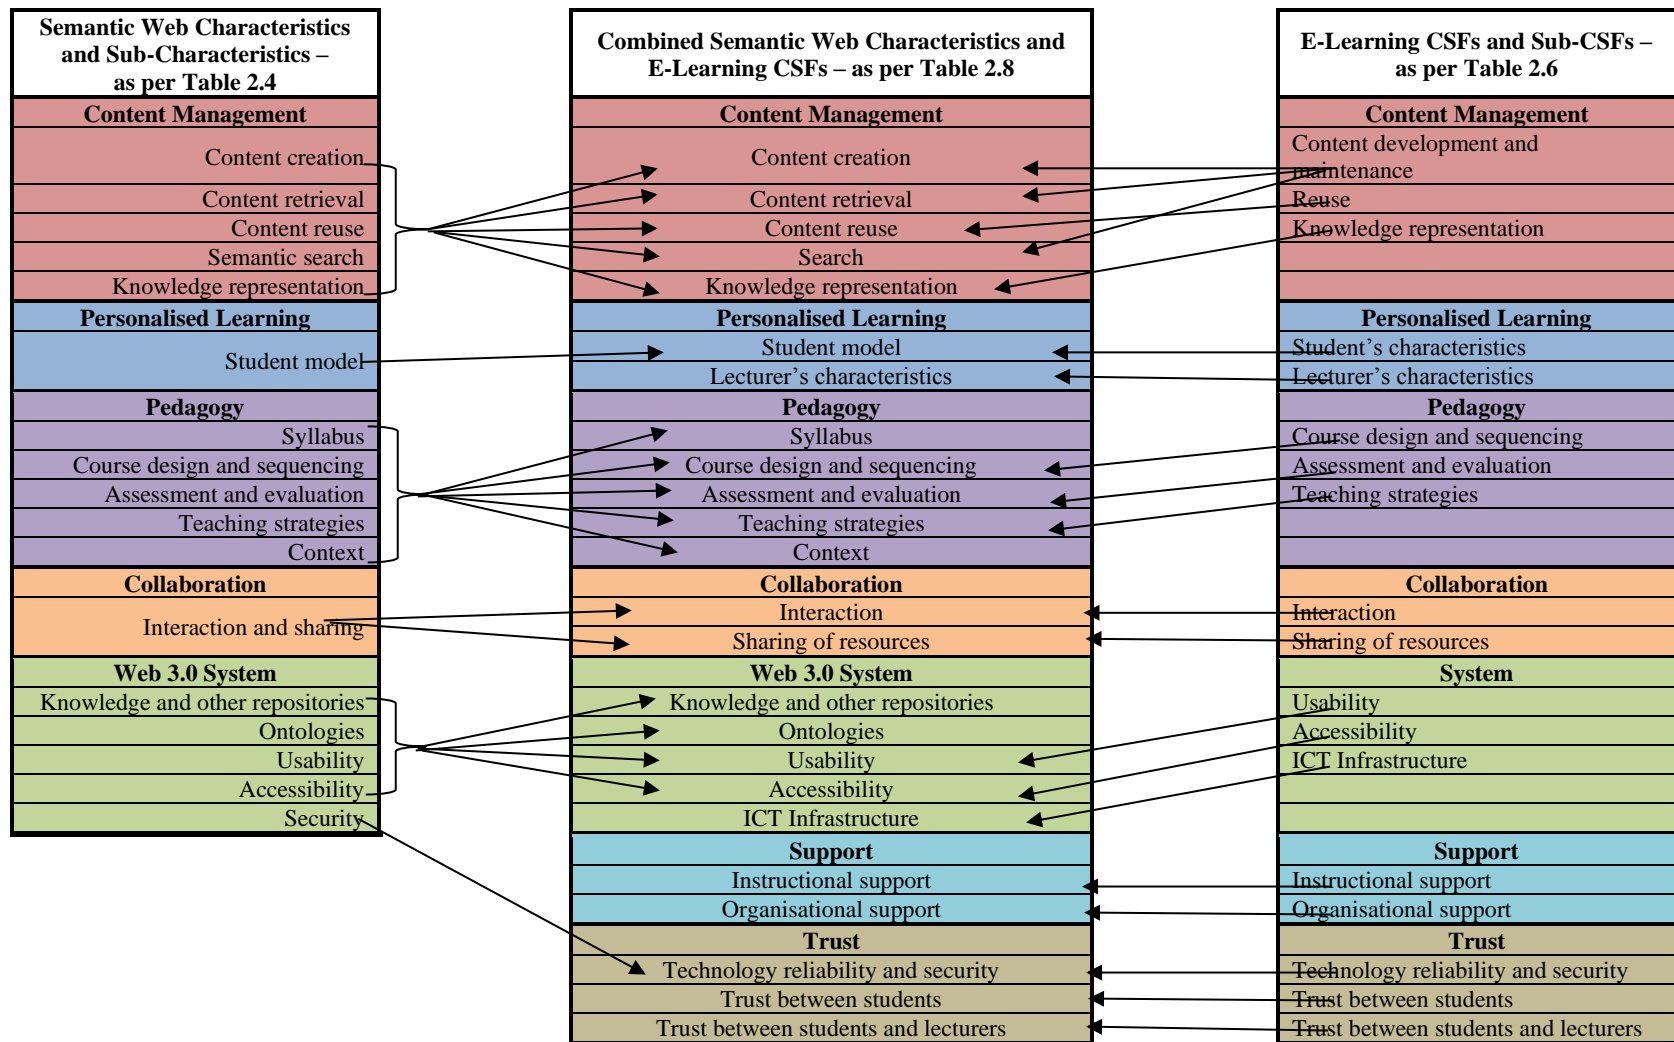 Semantic Web Characteristics
and Sub-Characteristics –
as per Table 2.4
Content Management
Content creation
Content retrieval
Content reuse
Semantic search
Knowledge representation
Personalised Learning
Student model
Pedagogy
Syllabus
Course design and sequencing
Assessment and evaluation
Teaching strategies
Context
Collaboration
Interaction and sharing
Web 3.0 System
Knowledge and other repositories
Ontologies
Usability
Accessibility
Security
Combined Semantic Web Characteristics and
E-Learning CSFs – as per Table 2.8
Content Management
Content creation
Content retrieval
Content reuse
Search
Knowledge representation
Personalised Learning
Student model
Lecturer’s characteristics
Pedagogy
Syllabus
Course design and sequencing
Assessment and evaluation
Teaching strategies
Context
Collaboration
Interaction
Sharing of resources
Web 3.0 System
Knowledge and other repositories
Ontologies
Usability
Accessibility
ICT Infrastructure
Support
Instructional support
Organisational support
Trust
Technology reliability and security
Trust between students
Trust between students and lecturers
E-Learning CSFs and Sub-CSFs –
as per Table 2.6
Content Management
Content development and
maintenance
Reuse
Knowledge representation
Personalised Learning
Student’s characteristics
Lecturer’s characteristics
Pedagogy
Course design and sequencing
Assessment and evaluation
Teaching strategies
Collaboration
Interaction
Sharing of resources
System
Usability
Accessibility
ICT Infrastructure
Support
Instructional support
Organisational support
Trust
Technology reliability and security
Trust between students
Trust between students and lecturers